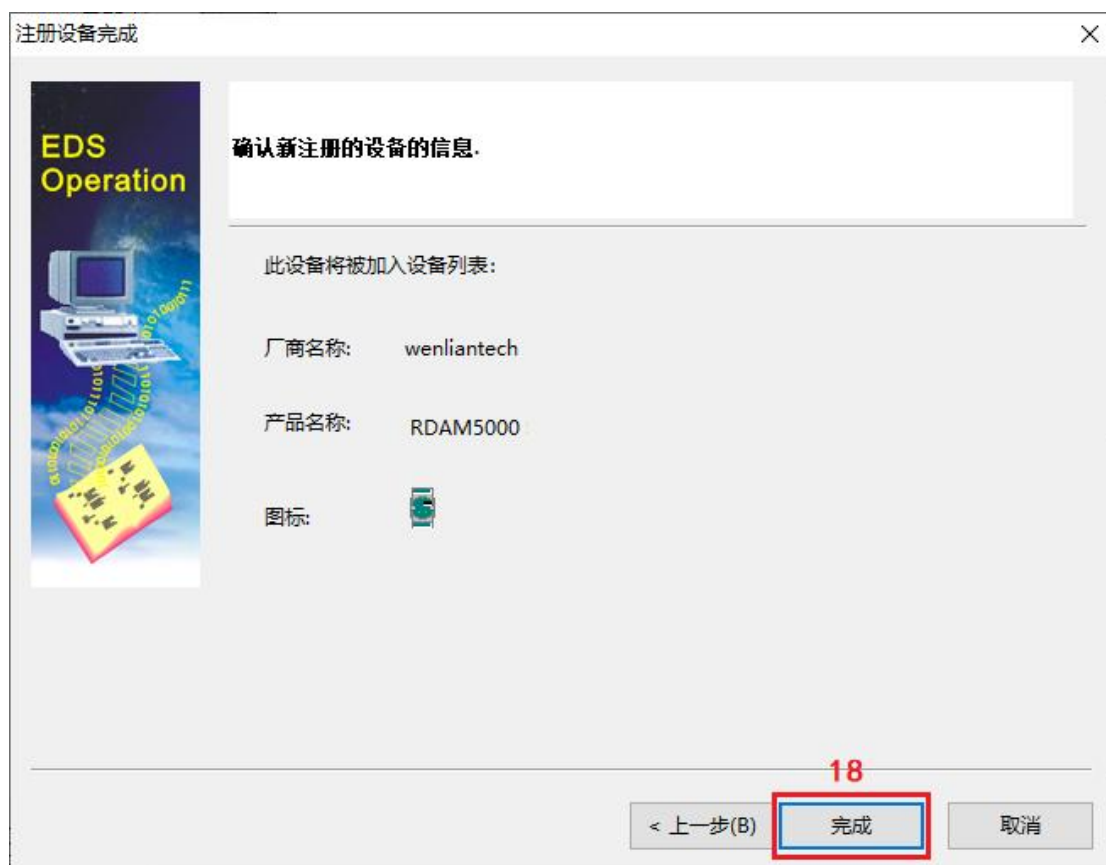 注册设备完成
EDS
Operation
确认新注册的设备的信息.
此设备将被加入设备列表:
厂商名称: wenliantech
产品名称: RDAM5000
图标:
18
< 上一步(B) 完成 取消